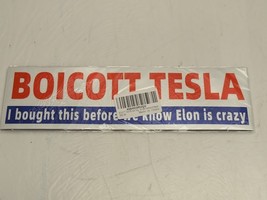 BOICOTT TESLA
I bought this before we know Elon is crazy